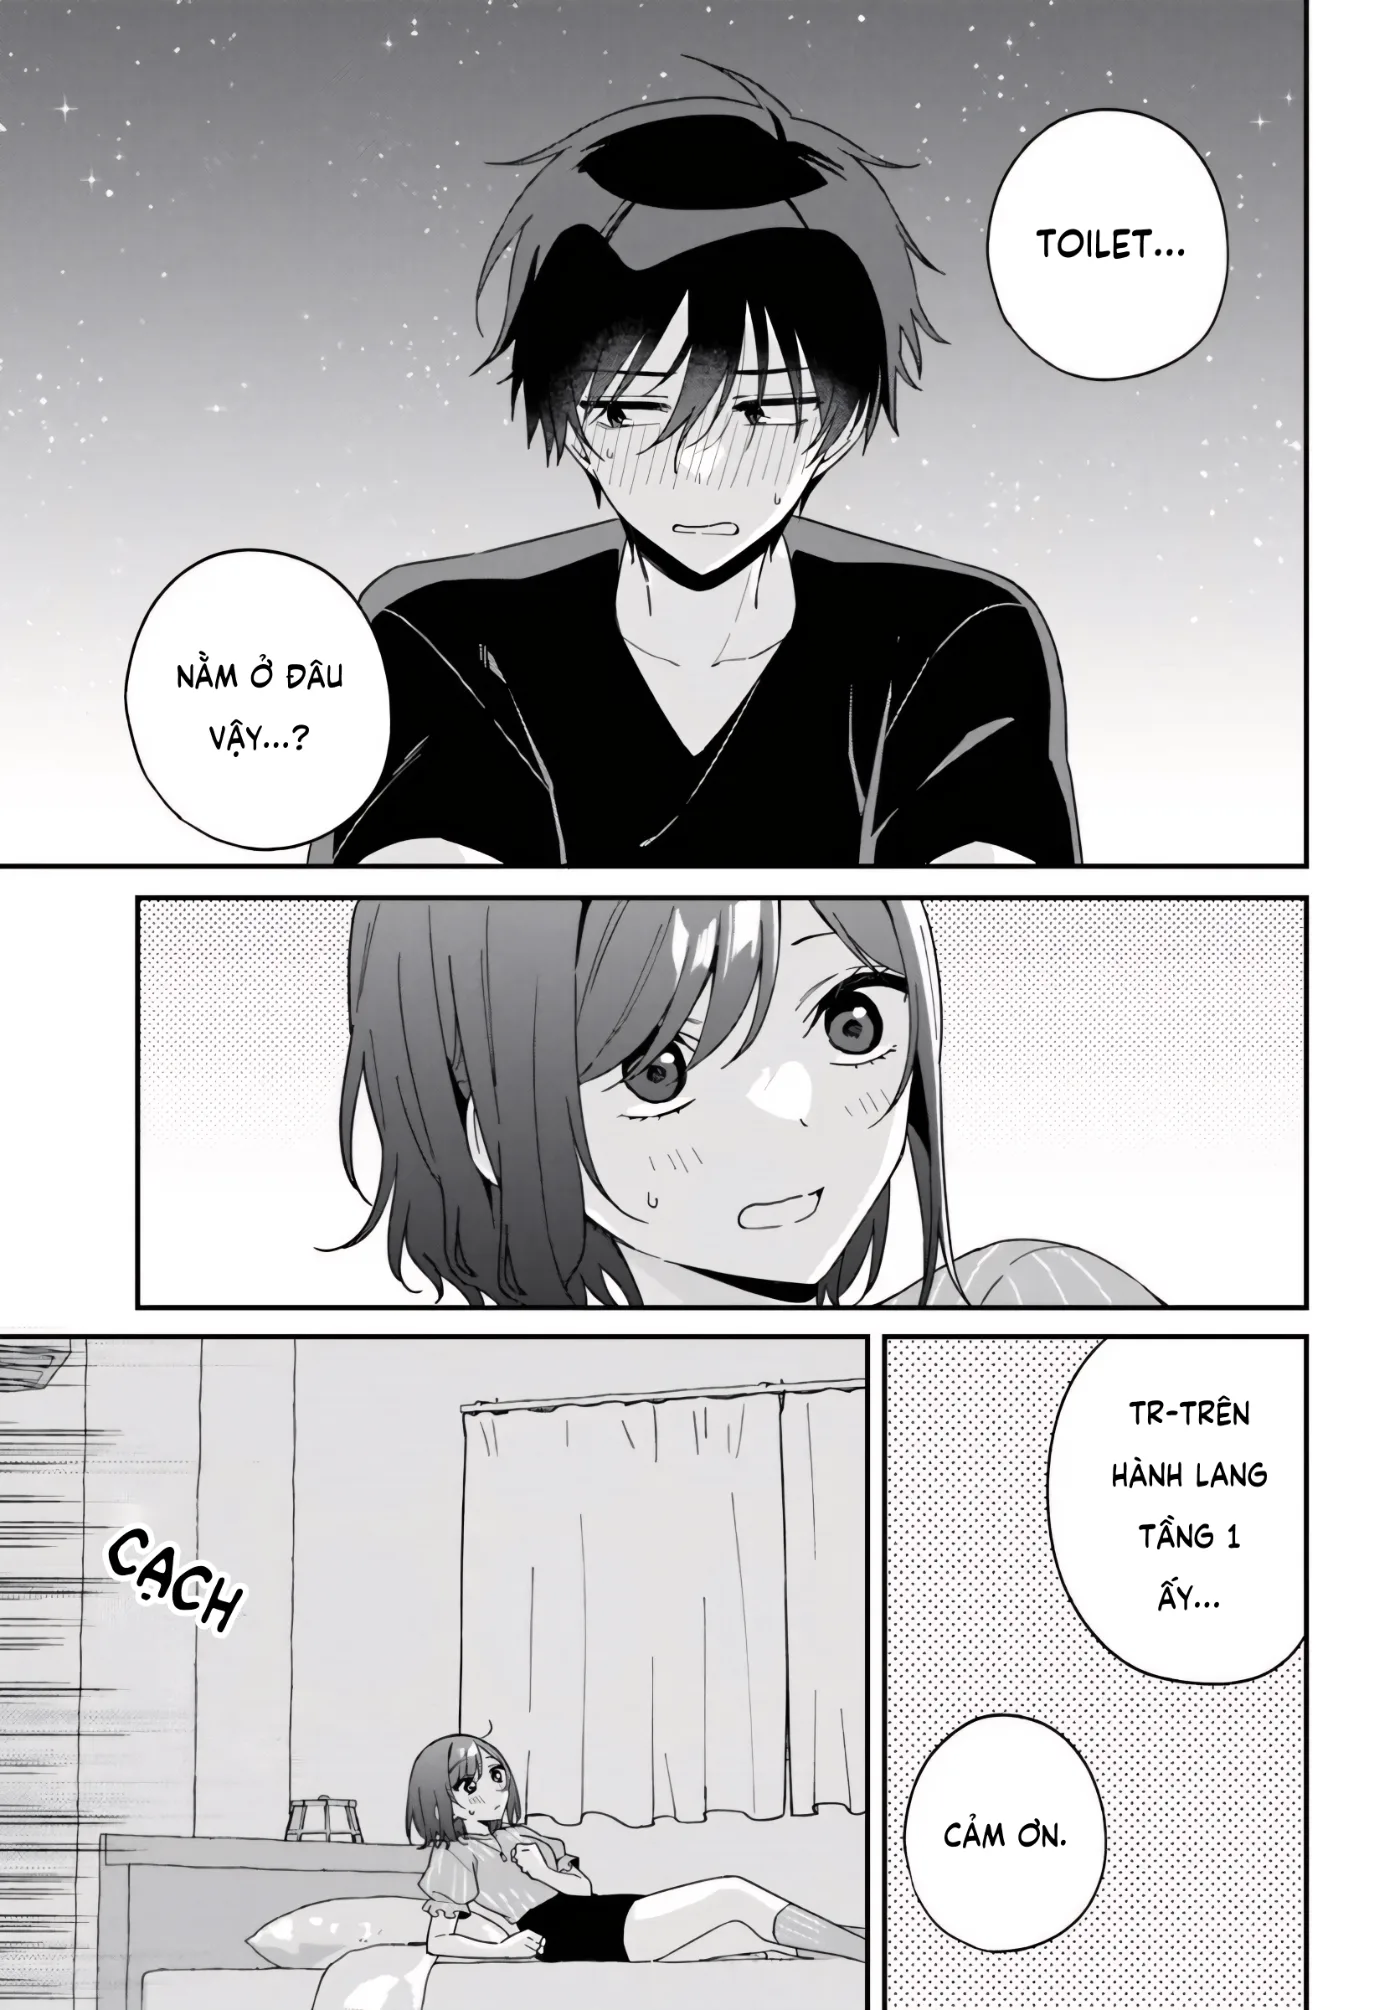 TOILET...
NẰM Ở ĐÂU
VẬY...?
TR-TRÊN
HÀNH LANG
TẦNG 1
ẤY...
CẢM ƠN.
CẠCH